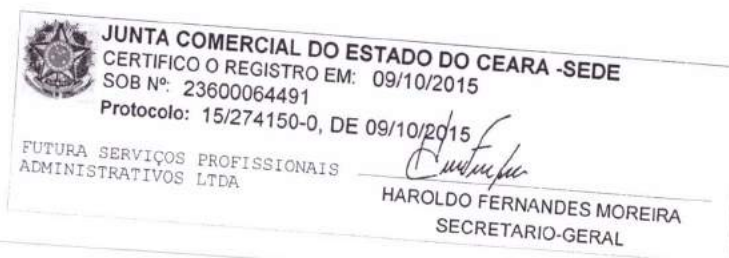 JUNTA COMERCIAL DO ESTADO DO CEARA -SEDE
CERTIFICO O REGISTRO EM: 09/10/2015
SOB Nº: 23600064491
Protocolo: 15/274150-0, DE 09/10/2015
FUTURA SERVIÇOS PROFISSIONAIS
ADMINISTRATIVOS LTDA
HAROLDO FERNANDES MOREIRA
SECRETARIO-GERAL